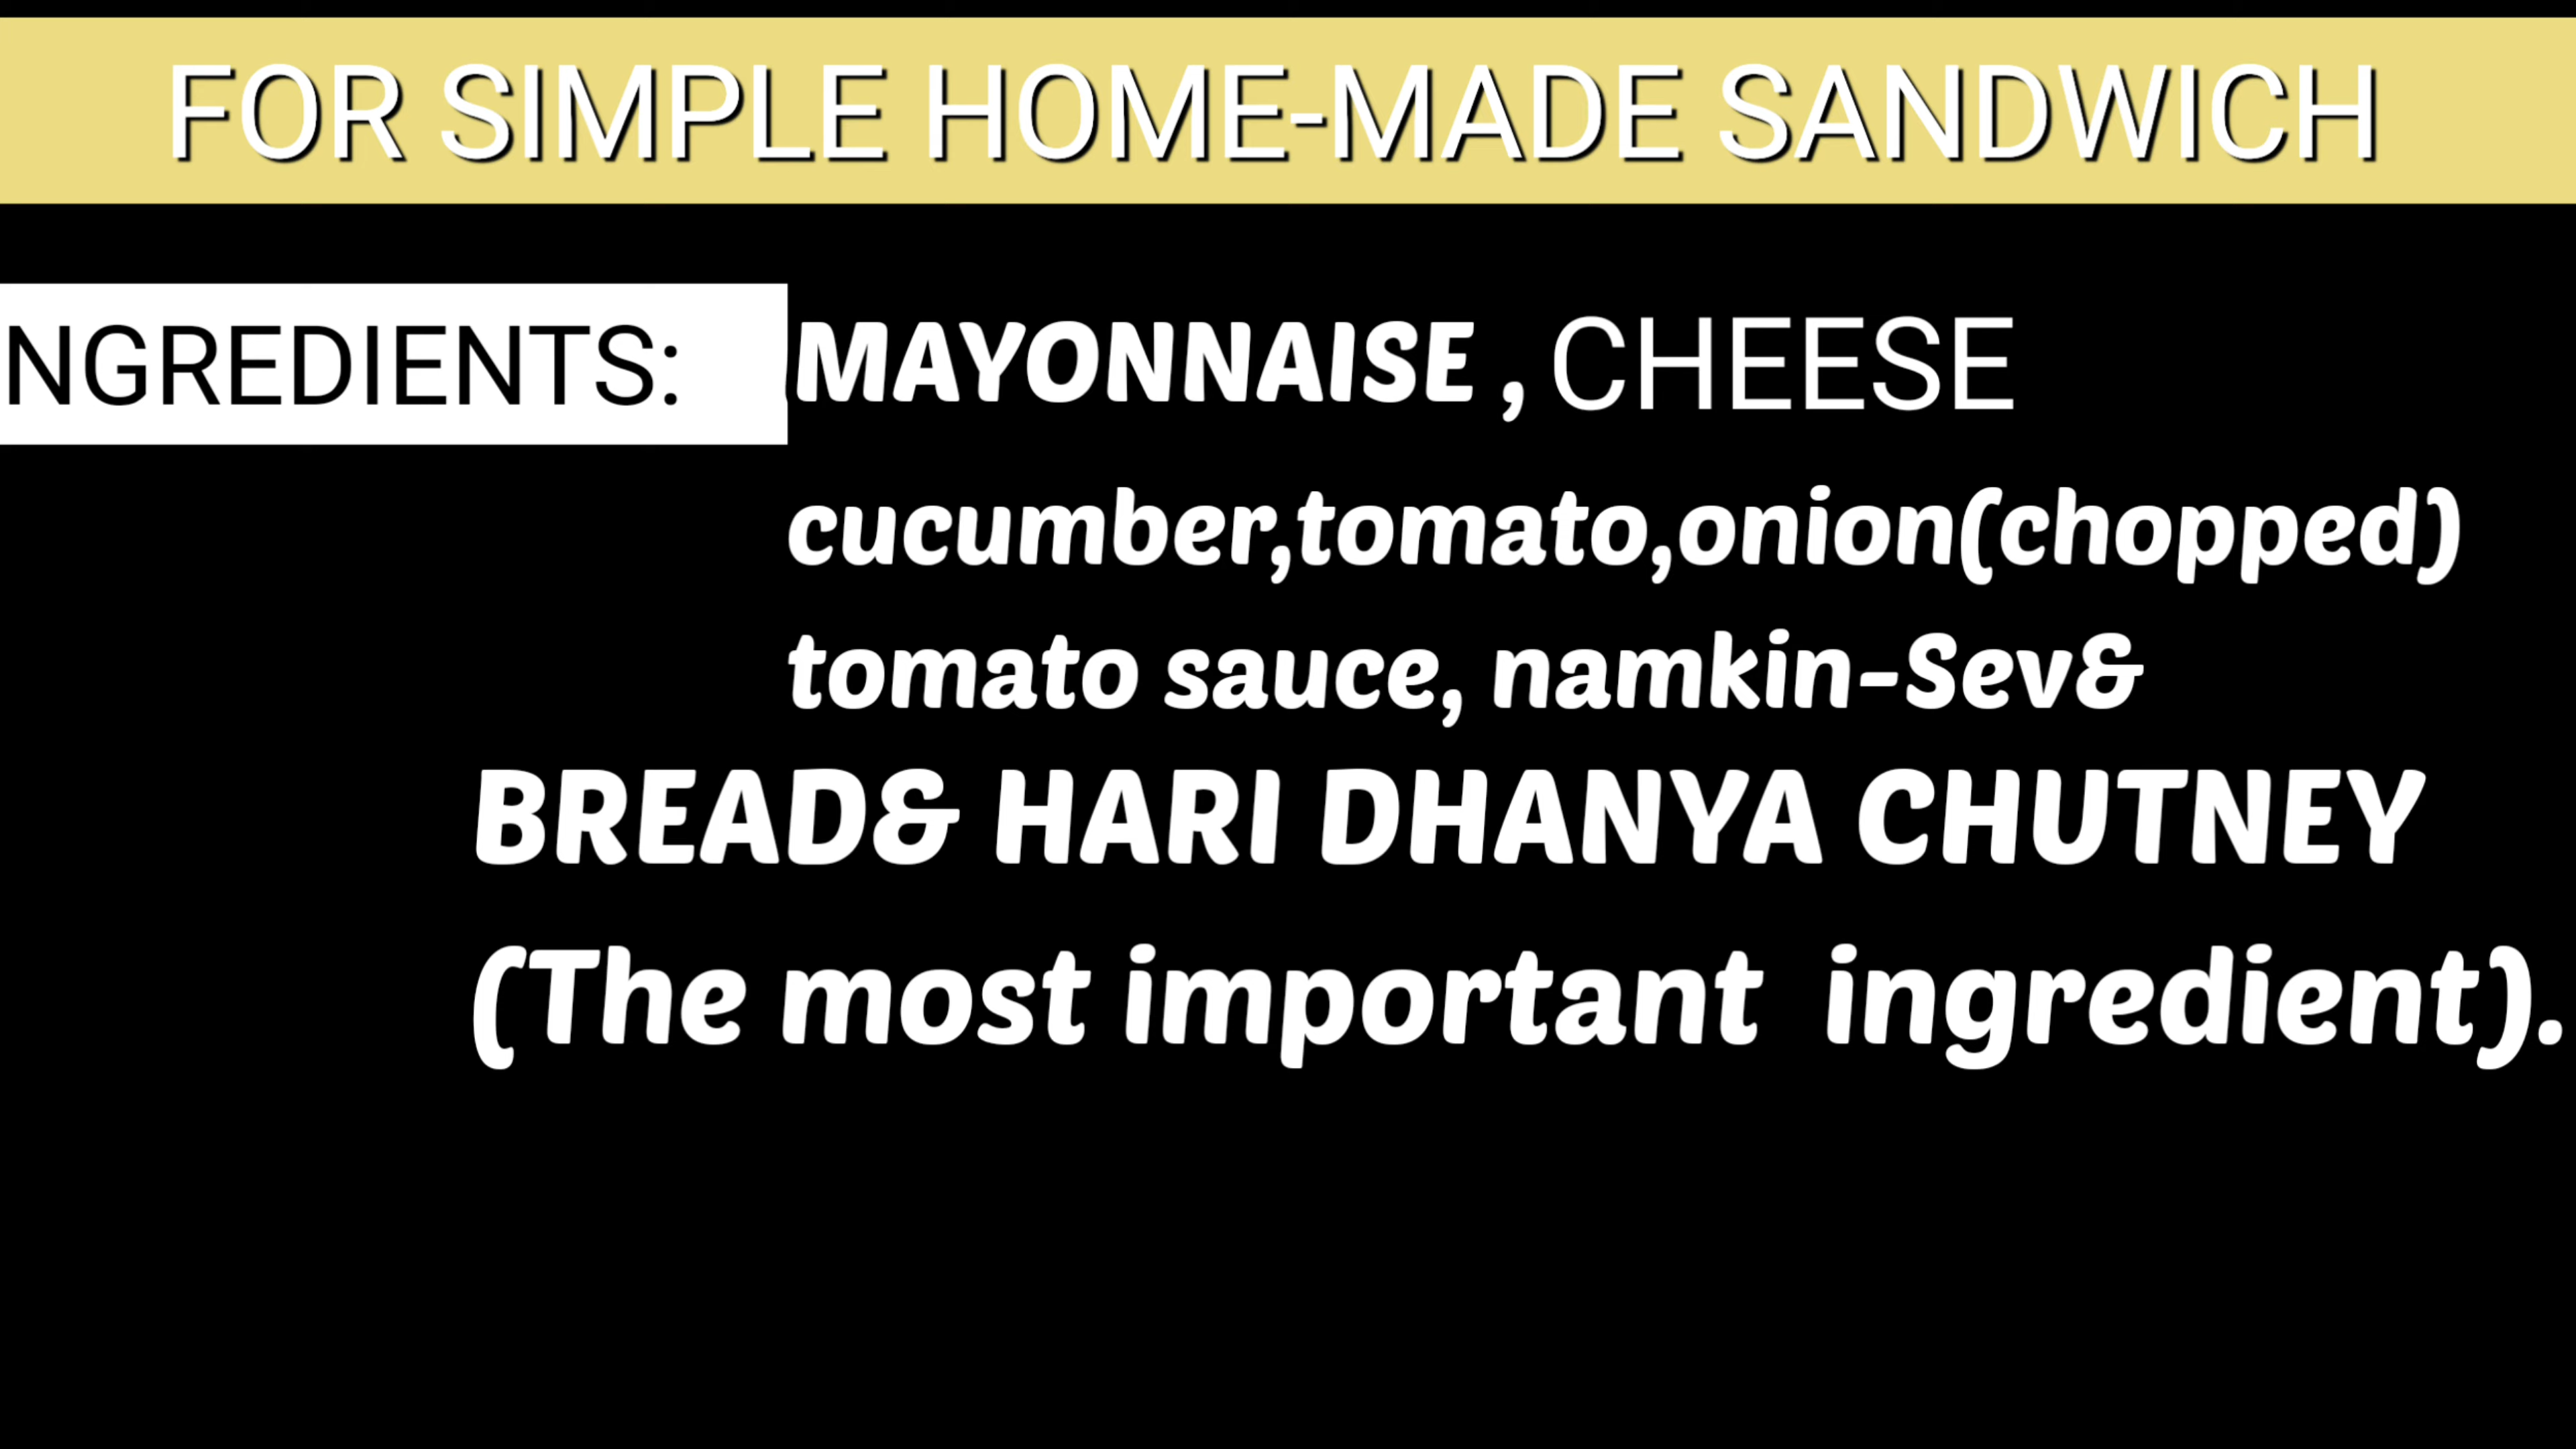 FOR SIMPLE HOME-MADE SANDWICH
NGREDIENTS: MAYONNAISE , CHEESE
cucumber,tomato,onion(chopped)
tomato sauce, namkin-Sev&
BREAD& HARI DHANYA CHUTNEY
(The most important  ingredient).